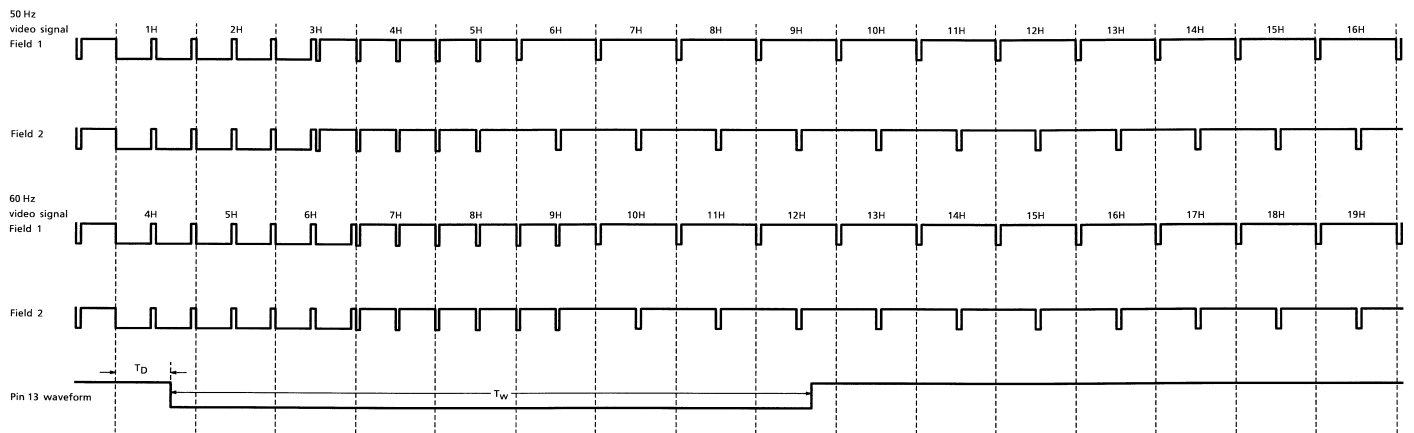 50 Hz
video signal
Field 1
1H 2H 3H 4H 5H 6H 7H 8H 9H 10H 11H 12H 13H 14H 15H 16H
Field 2
60 Hz
video signal
Field 1
4H 5H 6H 7H 8H 9H 10H 11H 12H 13H 14H 15H 16H 17H 18H 19H
Field 2
TD
Pin 13 waveform
TW